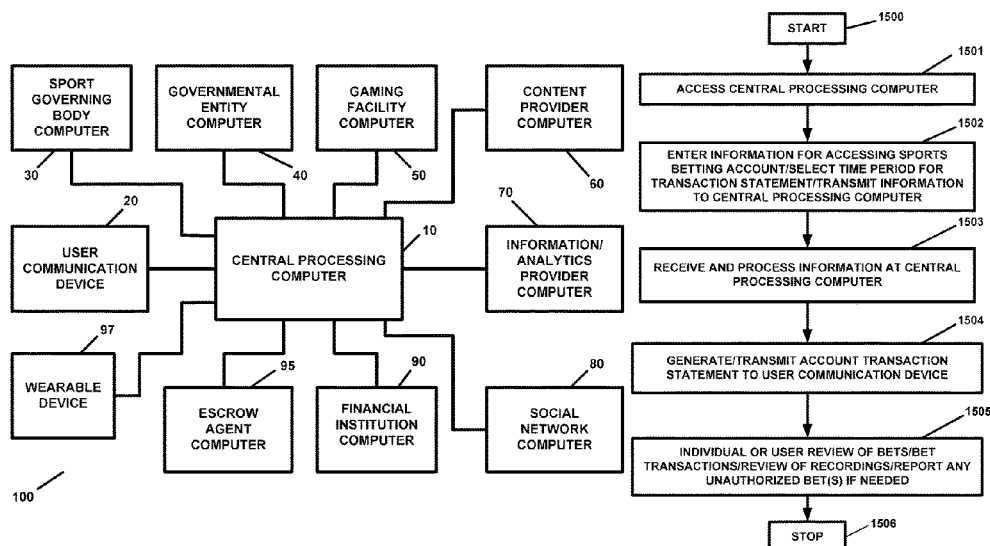 SPORT
GOVERNING
BODY
COMPUTER
30
GOVERNMENTAL
ENTITY
COMPUTER
40
GAMING
FACILITY
COMPUTER
50
CONTENT
PROVIDER
COMPUTER
60
20
USER
COMMUNICATION
DEVICE
10
CENTRAL PROCESSING
COMPUTER
70
INFORMATION/
ANALYTICS
PROVIDER
COMPUTER
97
WEARABLE
DEVICE
95
ESCROW
AGENT
COMPUTER
90
FINANCIAL
INSTITUTION
COMPUTER
80
SOCIAL
NETWORK
COMPUTER
100
START
1500
1501
ACCESS CENTRAL PROCESSING COMPUTER
1502
ENTER INFORMATION FOR ACCESSING SPORTS
BETTING ACCOUNT/SELECT TIME PERIOD FOR
TRANSACTION STATEMENT/TRANSMIT INFORMATION
TO CENTRAL PROCESSING COMPUTER
1503
RECEIVE AND PROCESS INFORMATION AT CENTRAL
PROCESSING COMPUTER
1504
GENERATE/TRANSMIT ACCOUNT TRANSACTION
STATEMENT TO USER COMMUNICATION DEVICE
1505
INDIVIDUAL OR USER REVIEW OF BETS/BET
TRANSACTIONS/REVIEW OF RECORDINGS/REPORT ANY
UNAUTHORIZED BET(S) IF NEEDED
STOP
1506